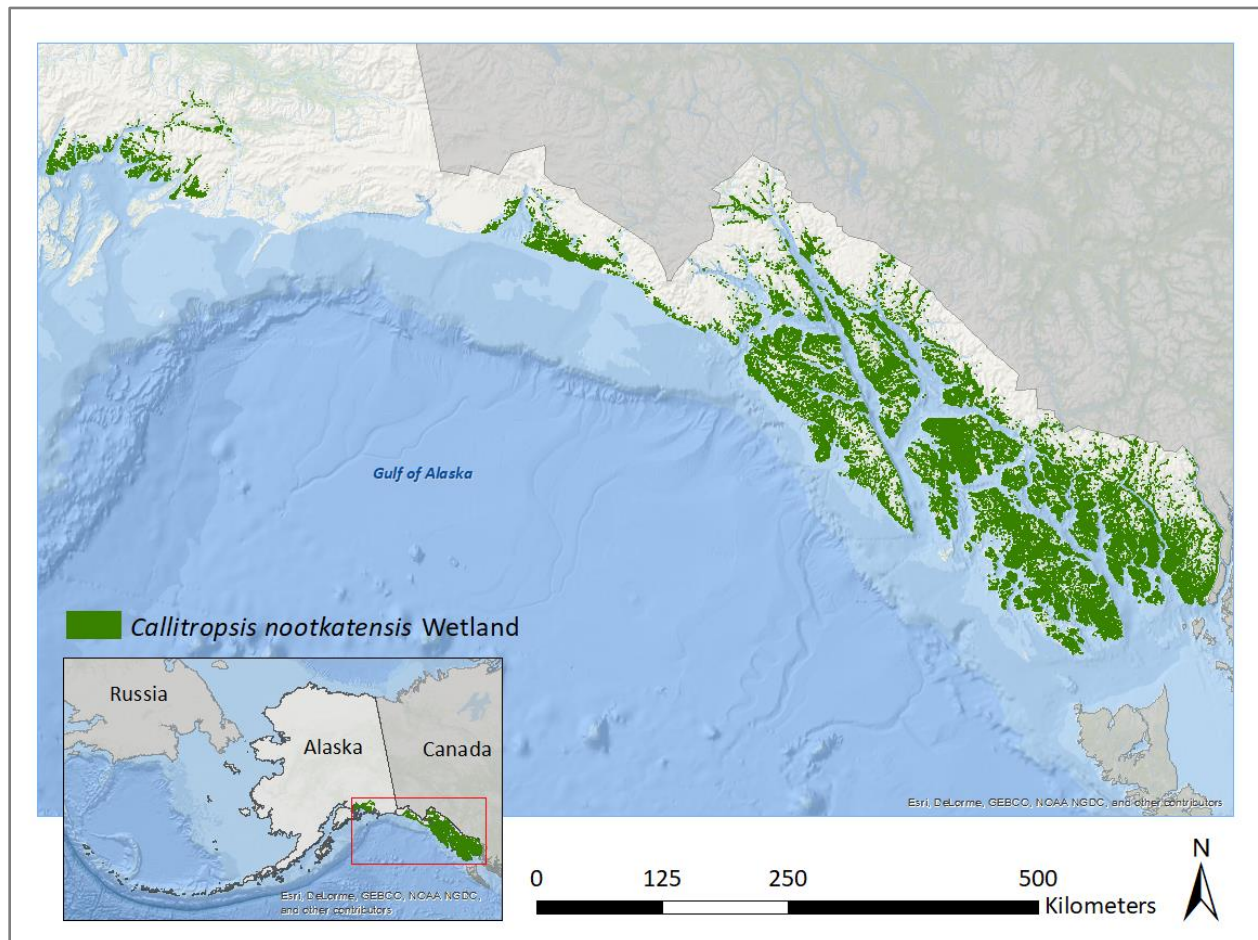 Gulf of Alaska
Callitropsis nootkatensis Wetland
Russia
Alaska
Canada
Esri, DeLorme, GEBCO, NOAA NGDC,
and other contributors
Esri, DeLorme, GEBCO, NOAA NGDC, and other contributors
0 125 250 500
Kilometers
N